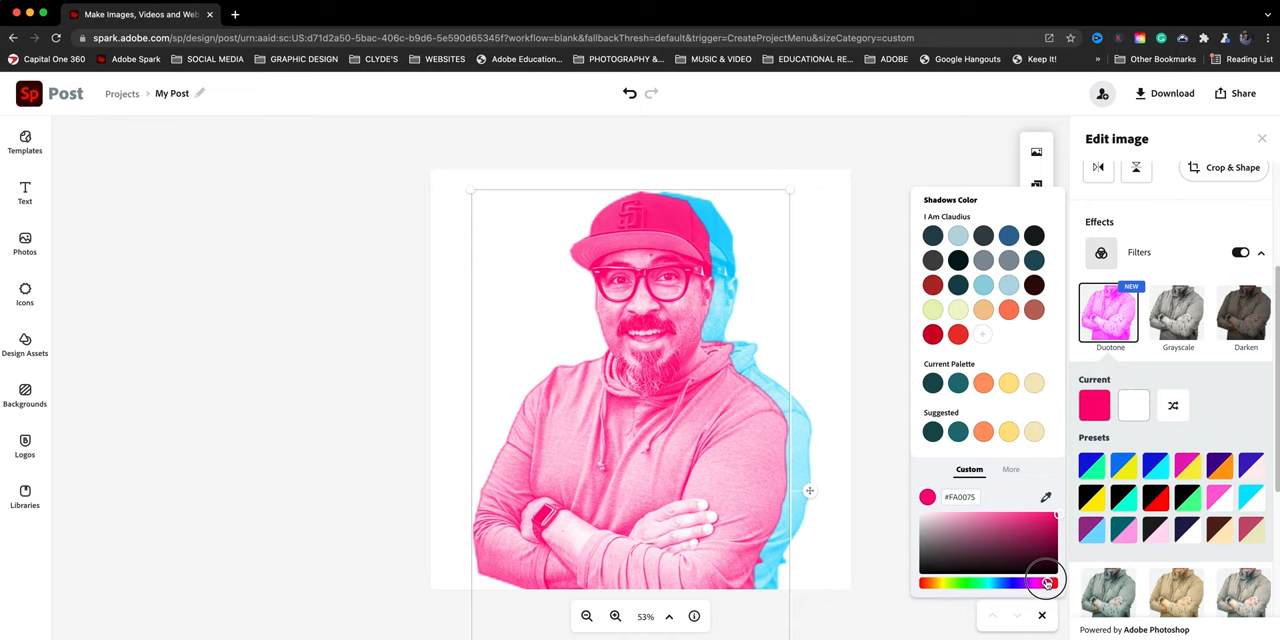 Make Images, Videos and Web
spark.adobe.com/sp/design/post/urn:aaid:sc:US:d71d2a50-5bac-406c-b9d6-5e590d65345f?workflow=blank&fallbackThresh=default&trigger=CreateProjectMenu&sizeCategory=custom
Capital One 360
Adobe Spark
SOCIAL MEDIA
GRAPHIC DESIGN
CLYDE'S
WEBSITES
Adobe Education...
PHOTOGRAPHY &...
MUSIC & VIDEO
EDUCATIONAL RE...
ADOBE
Google Hangouts
Keep It!
»
Other Bookmarks
Reading List
Sp Post
Projects > My Post
Download
Share
Templates
Text
Photos
Icons
Design Assets
Backgrounds
Logos
Libraries
SD
53%
Shadows Color
I Am Claudius
Current Palette
Suggested
Custom
More
#FA0075
Edit image
Crop & Shape
Effects
Filters
NEW
Duotone
Grayscale
Darken
Current
Presets
Powered by Adobe Photoshop